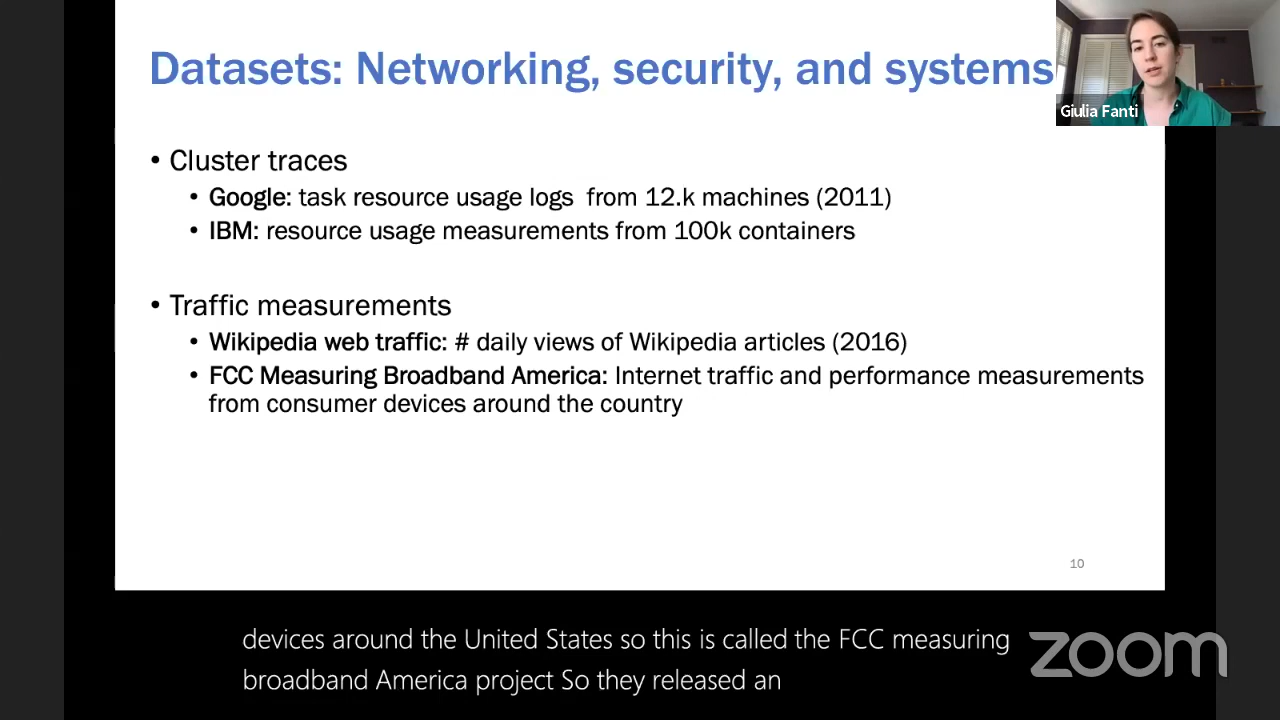 Datasets: Networking, security, and systems
Giulia Fanti
• Cluster traces
• Google: task resource usage logs from 12.k machines (2011)
• IBM: resource usage measurements from 100k containers
• Traffic measurements
• Wikipedia web traffic: # daily views of Wikipedia articles (2016)
• FCC Measuring Broadband America: Internet traffic and performance measurements
from consumer devices around the country
10
devices around the United States so this is called the FCC measuring
broadband America project So they released an
zoom